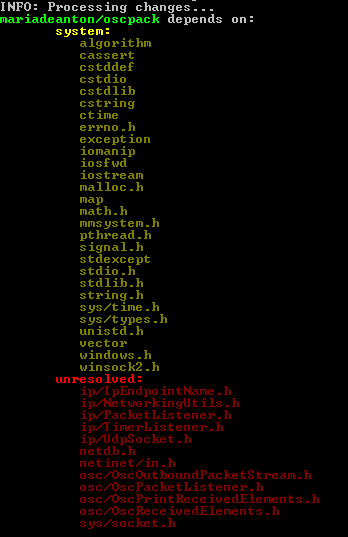 INFO: Processing changes...
mariadeanton/oscpack depends on:
system:
algorithm
cassert
cstddef
cstdio
cstdlib
cstring
ctime
errno.h
exception
iomanip
iosfwd
iostream
malloc.h
map
math.h
mmsystem.h
pthread.h
signal.h
stdexcept
stdio.h
stdlib.h
string.h
sys/time.h
sys/types.h
unistd.h
vector
windows.h
winsock2.h
unresolved:
ip/IpEndpointName.h
ip/NetworkingUtils.h
ip/PacketListener.h
ip/TimerListener.h
ip/UdpSocket.h
netdb.h
netinet/in.h
osc/OscOutboundPacketStream.h
osc/OscPacketListener.h
osc/OscPrintReceivedElements.h
osc/OscReceivedElements.h
sys/socket.h